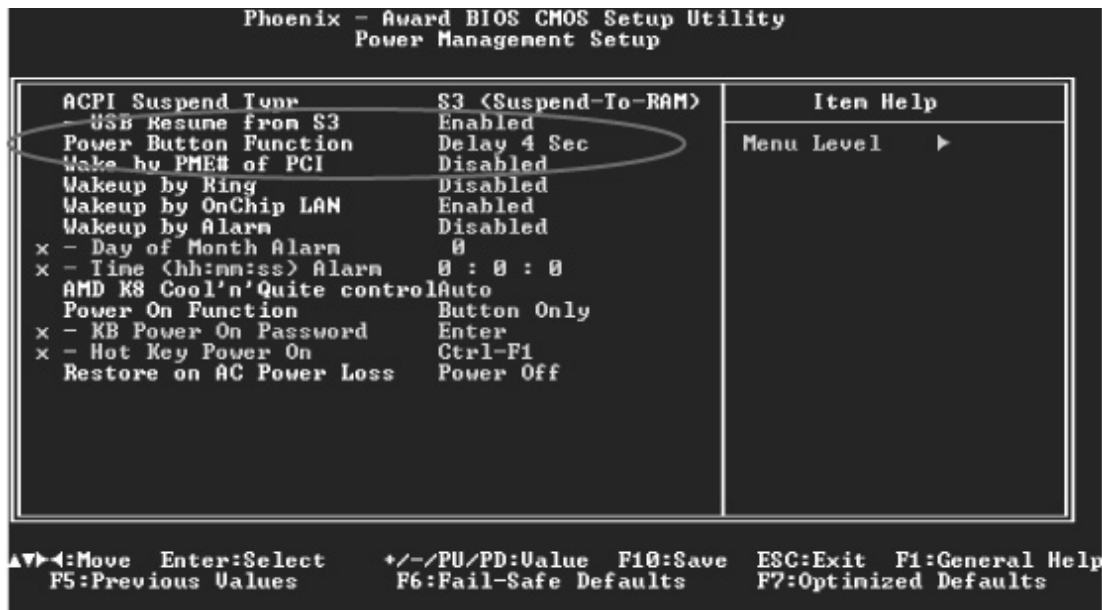 Phoenix - Award BIOS CMOS Setup Utility
Power Management Setup
ACPI Suspend Type S3 (Suspend-To-RAM)
- USB Resume from S3 Enabled
Power Button Function Delay 4 Sec
Wake by PME# of PCI Disabled
Wakeup by Ring Disabled
Wakeup by OnChip LAN Enabled
Wakeup by Alarm Disabled
x - Day of Month Alarm 0
x - Time (hh:mm:ss) Alarm 0 : 0 : 0
AMD K8 Cool'n'Quite control Auto
Power On Function Button Only
x - KB Power On Password Enter
x - Hot Key Power On Ctrl-F1
Restore on AC Power Loss Power Off
Item Help
Menu Level ►
▲▼►◄:Move Enter:Select +/-/PU/PD:Value F10:Save ESC:Exit F1:General Help
F5:Previous Values F6:Fail-Safe Defaults F7:Optimized Defaults